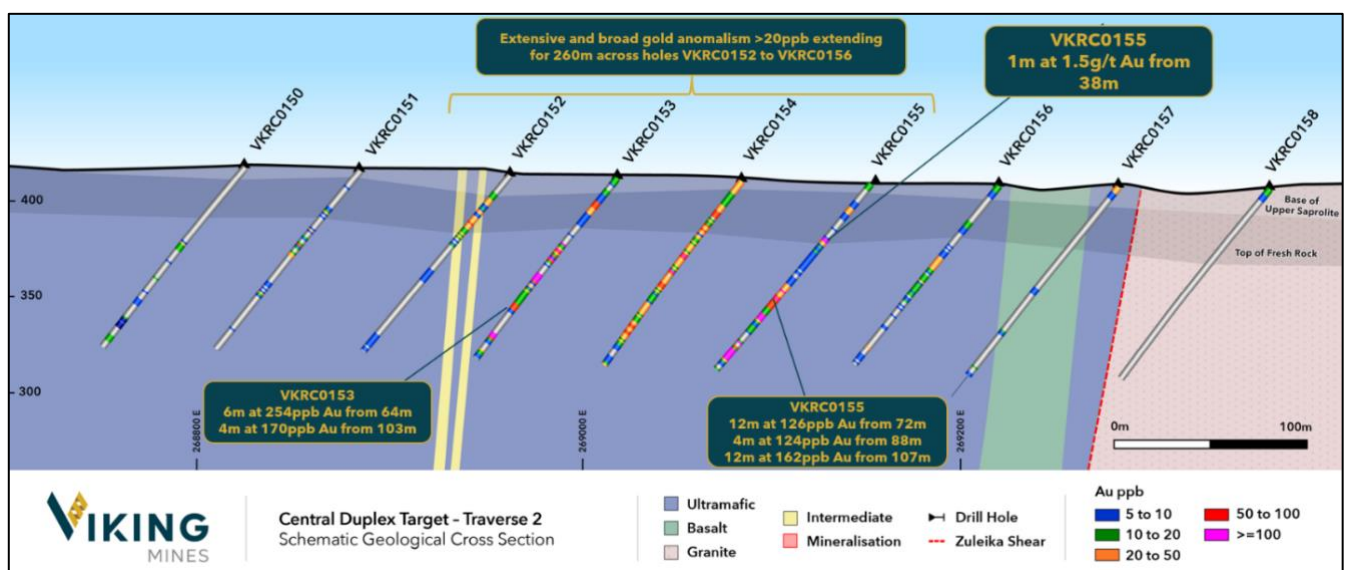 Extensive and broad gold anomalism >20ppb extending
for 260m across holes VKRC0152 to VKRC0156
VKRC0155
1m at 1.5g/t Au from
38m
VKRC0150
VKRC0151
VKRC0152
VKRC0153
VKRC0154
VKRC0155
VKRC0156
VKRC0157
VKRC0158
400
350
300
Base of
Upper Saprolite
Top of Fresh Rock
VKRC0153
6m at 254ppb Au from 64m
4m at 170ppb Au from 103m
VKRC0155
12m at 126ppb Au from 72m
4m at 124ppb Au from 88m
12m at 162ppb Au from 107m
268800 E
269000 E
269200 E
0m 100m
VIKING
MINES
Central Duplex Target - Traverse 2
Schematic Geological Cross Section
Ultramafic
Basalt
Granite
Intermediate
Mineralisation
Drill Hole
Zuleika Shear
Au ppb
5 to 10
10 to 20
20 to 50
50 to 100
>=100